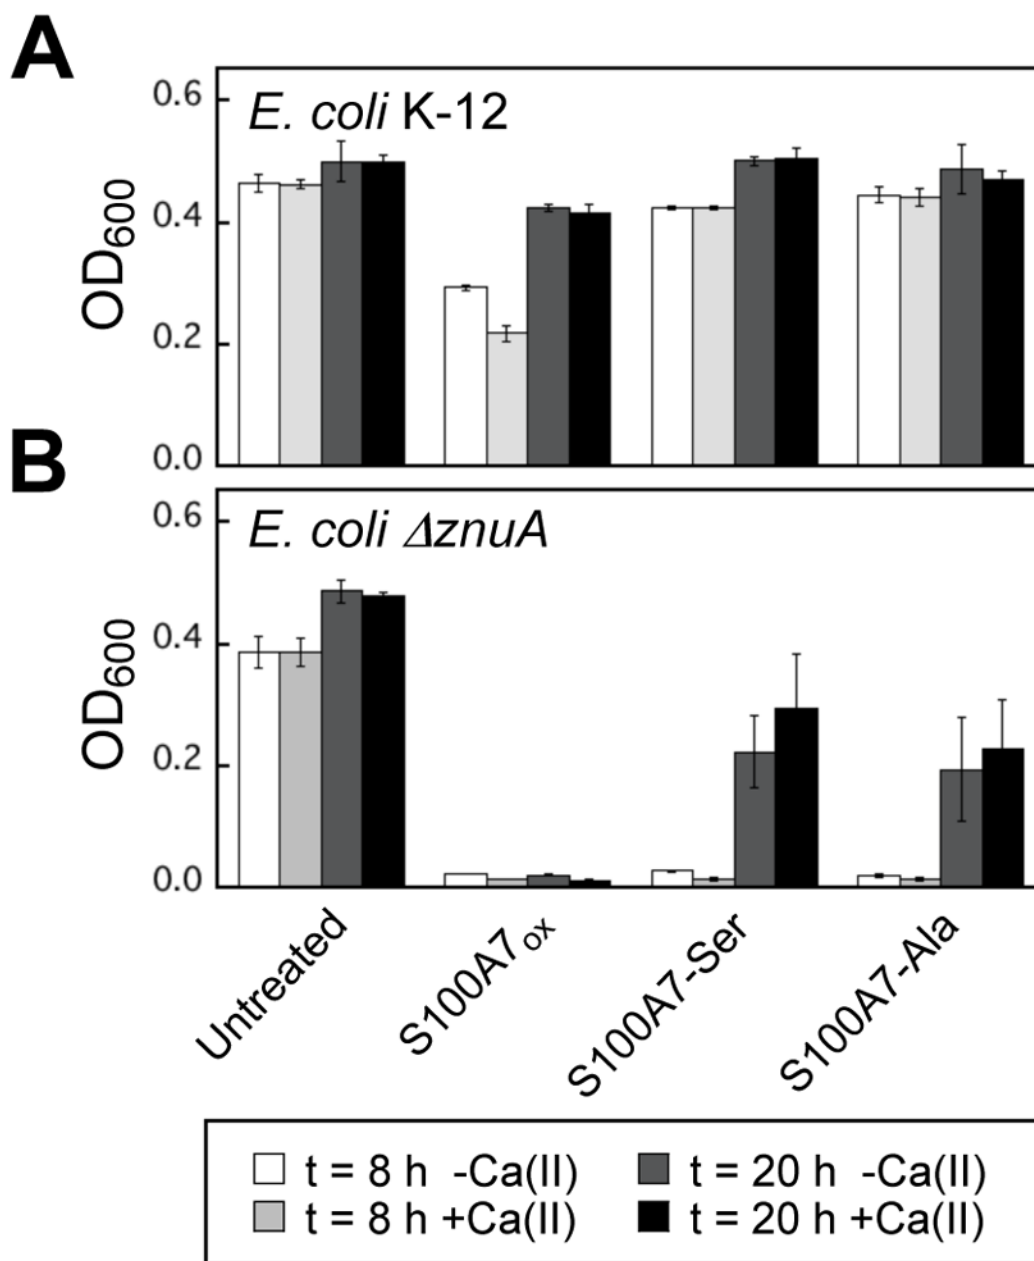 A
E. coli K-12
0.6
0.4
0.2
0.0
OD600
B
E. coli ΔznuA
0.6
0.4
0.2
0.0
OD600
Untreated
S100A7ox
S100A7-Ser
S100A7-Ala
t = 8 h -Ca(II)
t = 20 h -Ca(II)
t = 8 h +Ca(II)
t = 20 h +Ca(II)